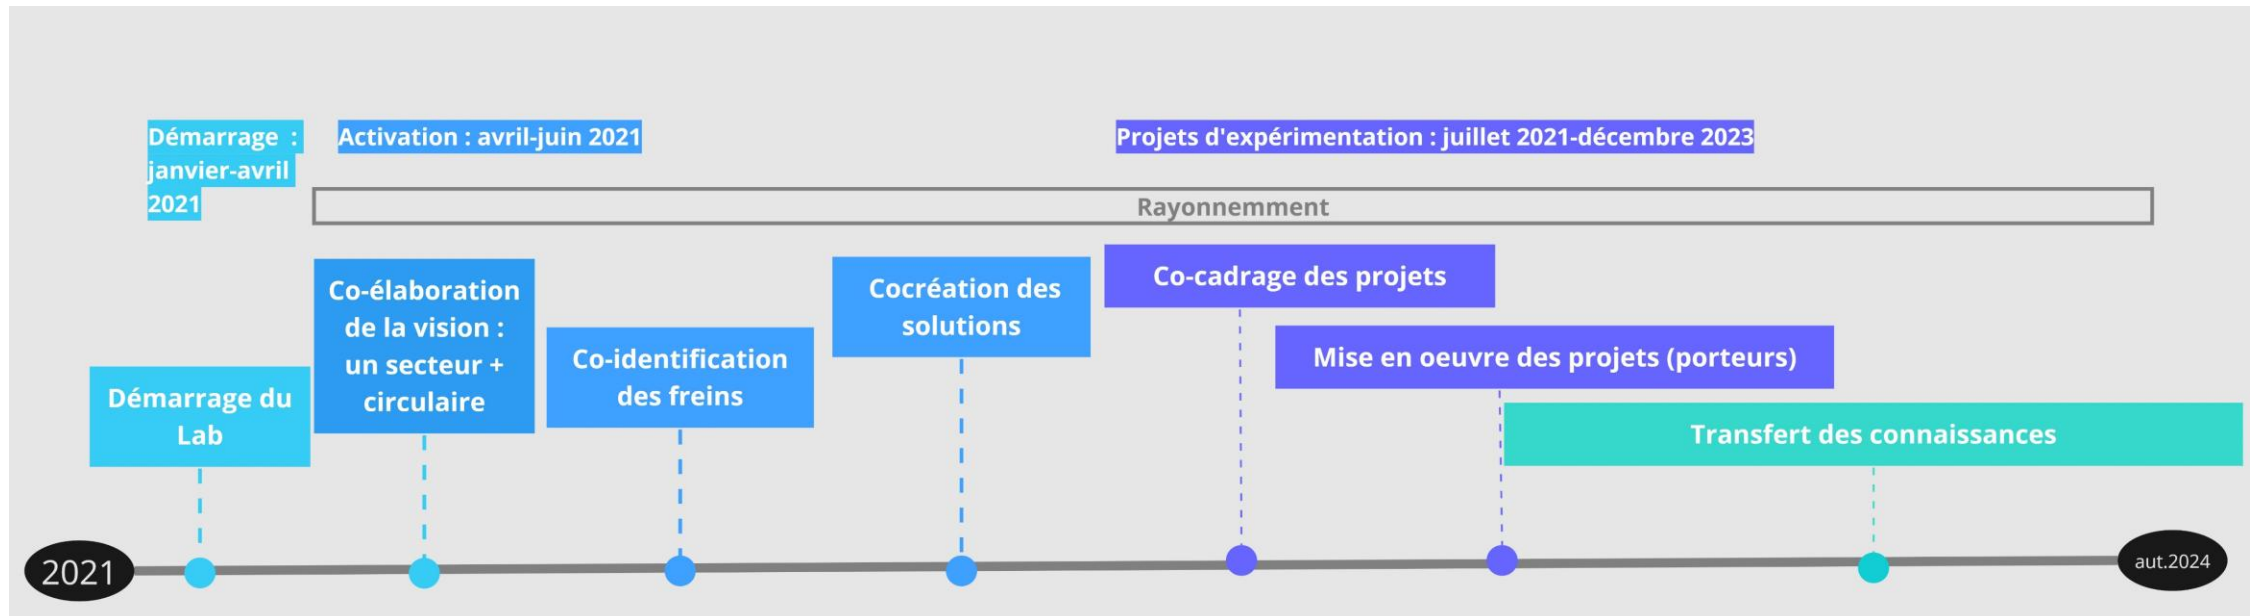 Démarrage :
janvier-avril
2021
Activation : avril-juin 2021
Projets d'expérimentation : juillet 2021-décembre 2023
Rayonnemment
Co-élaboration
de la vision :
un secteur +
circulaire
Démarrage du
Lab
Co-identification
des freins
Cocréation des
solutions
Co-cadrage des projets
Mise en oeuvre des projets (porteurs)
Transfert des connaissances
2021
aut.2024